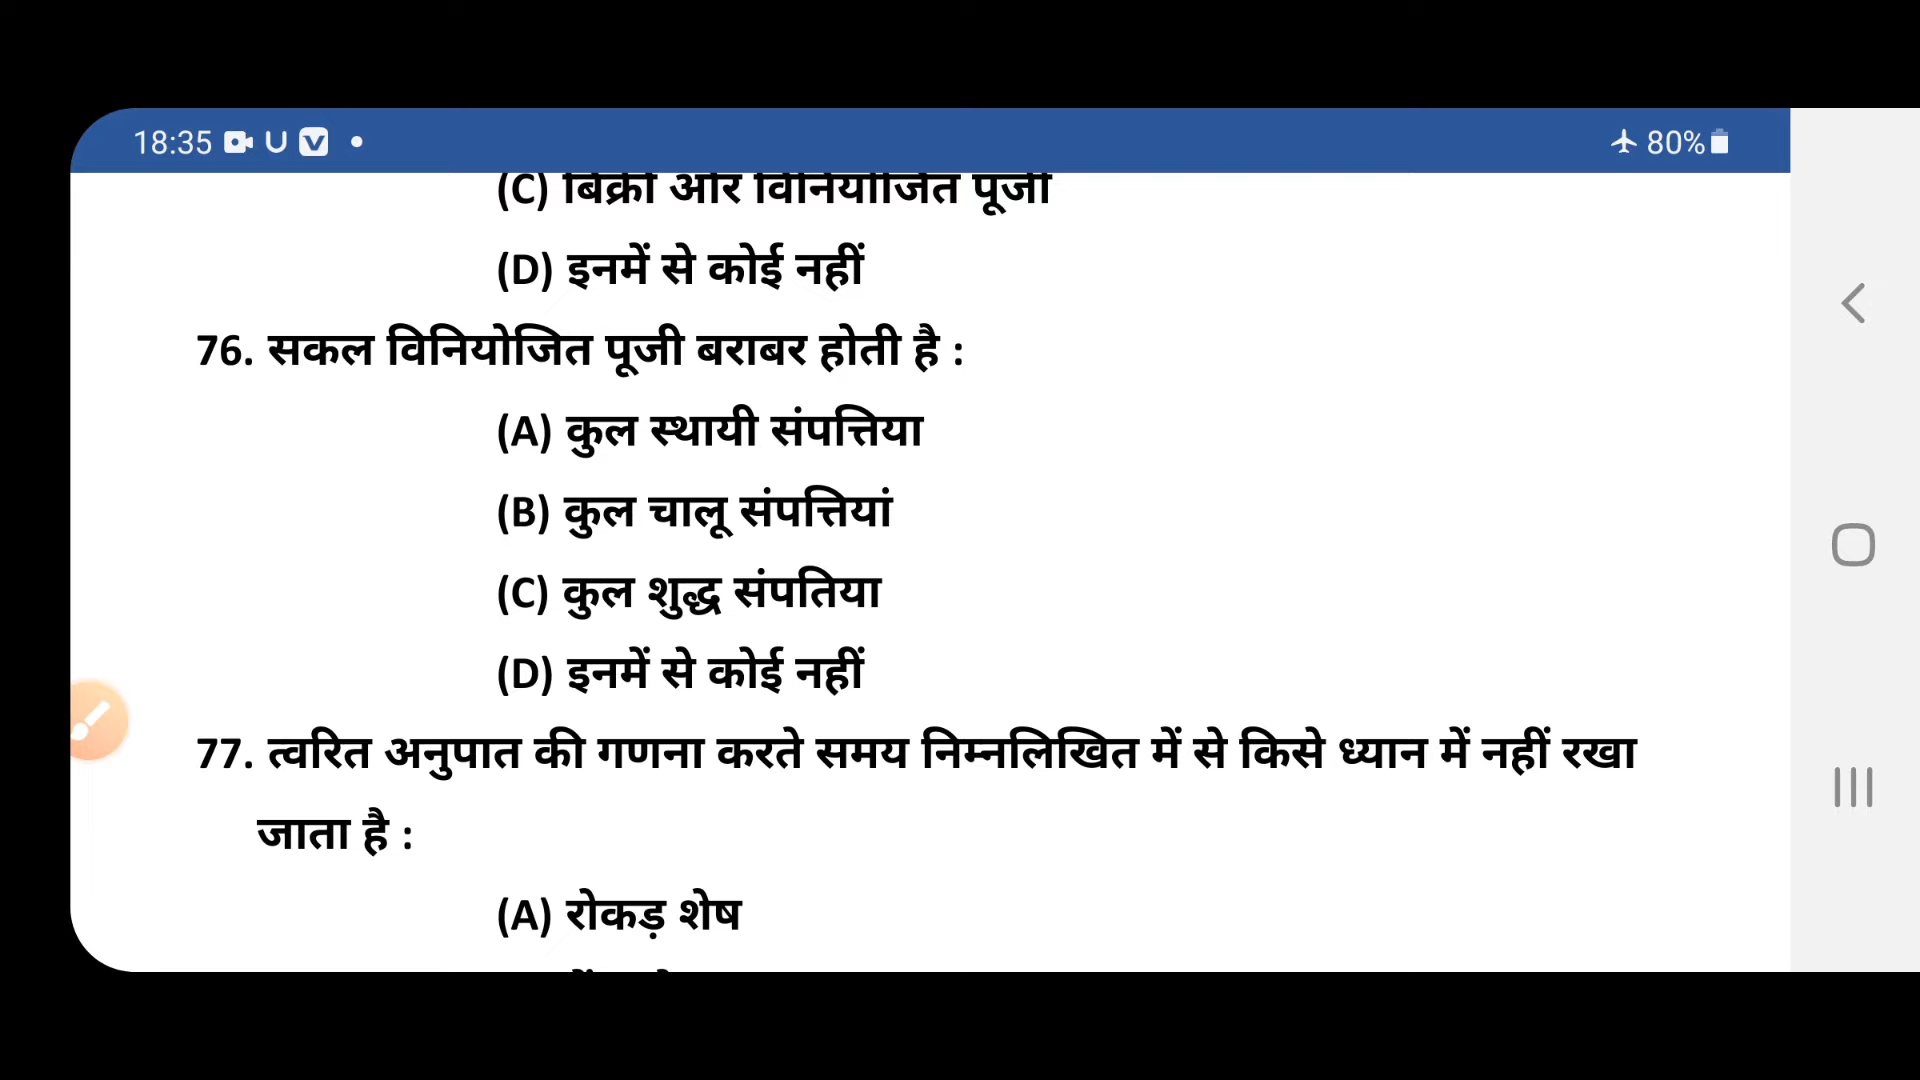 18:35
80%
(C) बिक्री और विनियोजित पूजी
(D) इनमें से कोई नहीं
76. सकल विनियोजित पूजी बराबर होती है :
(A) कुल स्थायी संपत्तिया
(B) कुल चालू संपत्तियां
(C) कुल शुद्ध संपतिया
(D) इनमें से कोई नहीं
77. त्वरित अनुपात की गणना करते समय निम्नलिखित में से किसे ध्यान में नहीं रखा
जाता है :
(A) रोकड़ शेष